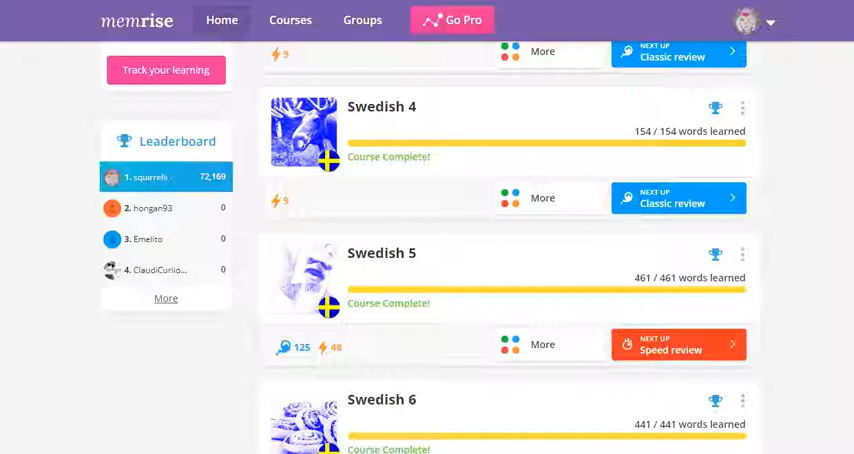 memrise
Home
Courses
Groups
Go Pro
Track your learning
9
More
NEXT UP
Classic review
Leaderboard
1.
72,169
2. hongan93
0
3. Emelito
0
4. ClaudiCuriio...
0
More
Swedish 4
154 / 154 words learned
Course Complete!
9
More
NEXT UP
Classic review
Swedish 5
461 / 461 words learned
Course Complete!
125
48
More
NEXT UP
Speed review
Swedish 6
441 / 441 words learned
Course Complete!